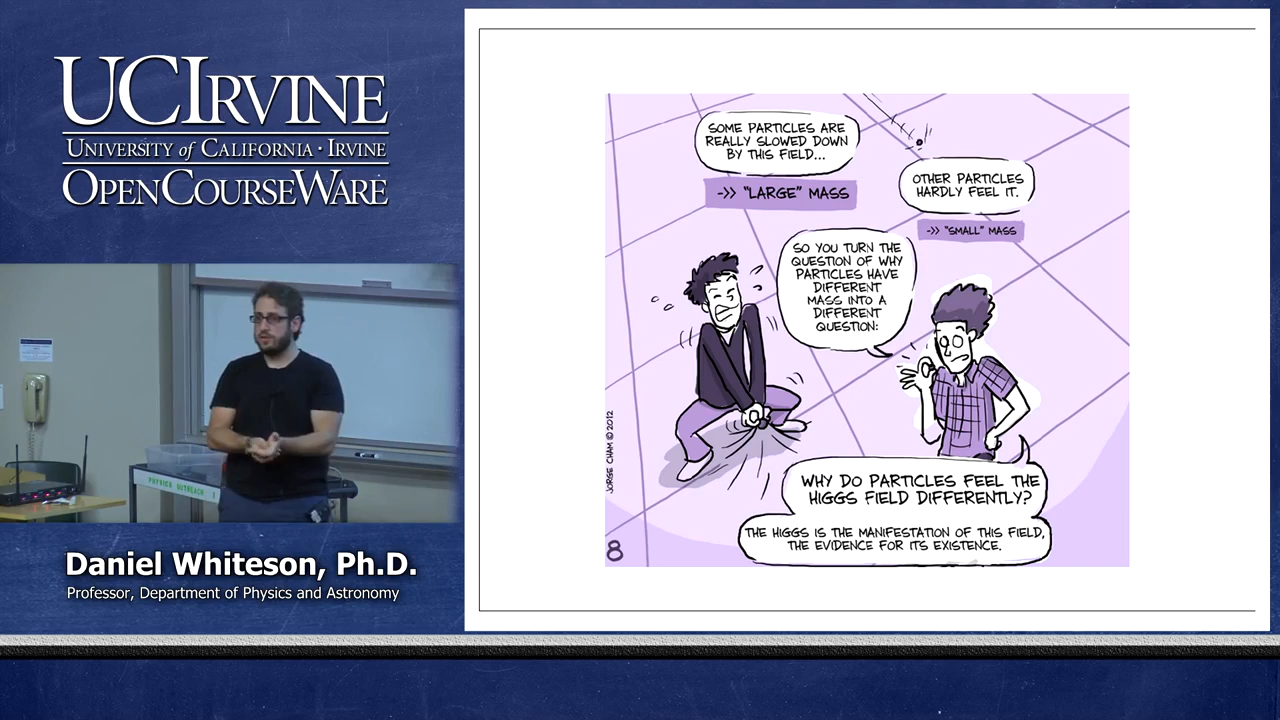 UCIRVINE
UNIVERSITY of CALIFORNIA · IRVINE
OPENCOURSEWARE
PHYSICS OUTREACH
Daniel Whiteson, Ph.D.
Professor, Department of Physics and Astronomy
SOME PARTICLES ARE
REALLY SLOWED DOWN
BY THIS FIELD...
->> "LARGE" MASS
OTHER PARTICLES
HARDLY FEEL IT.
->> "SMALL" MASS
SO YOU TURN THE
QUESTION OF WHY
PARTICLES HAVE
DIFFERENT
MASS INTO A
DIFFERENT
QUESTION:
WHY DO PARTICLES FEEL THE
HIGGS FIELD DIFFERENTLY?
THE HIGGS IS THE MANIFESTATION OF THIS FIELD,
THE EVIDENCE FOR ITS EXISTENCE.
JORGE CHAM © 2012
8